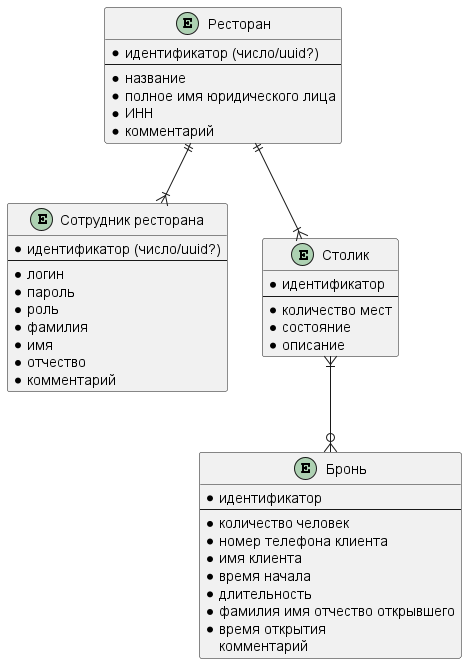 E Ресторан
идентификатор (число/uuid?)
название
полное имя юридического лица
ИНН
комментарий
E Сотрудник ресторана
идентификатор (число/uuid?)
логин
пароль
роль
фамилия
имя
отчество
комментарий
E Столик
идентификатор
количество мест
состояние
описание
E Бронь
идентификатор
количество человек
номер телефона клиента
имя клиента
время начала
длительность
фамилия имя отчество открывшего
время открытия
комментарий